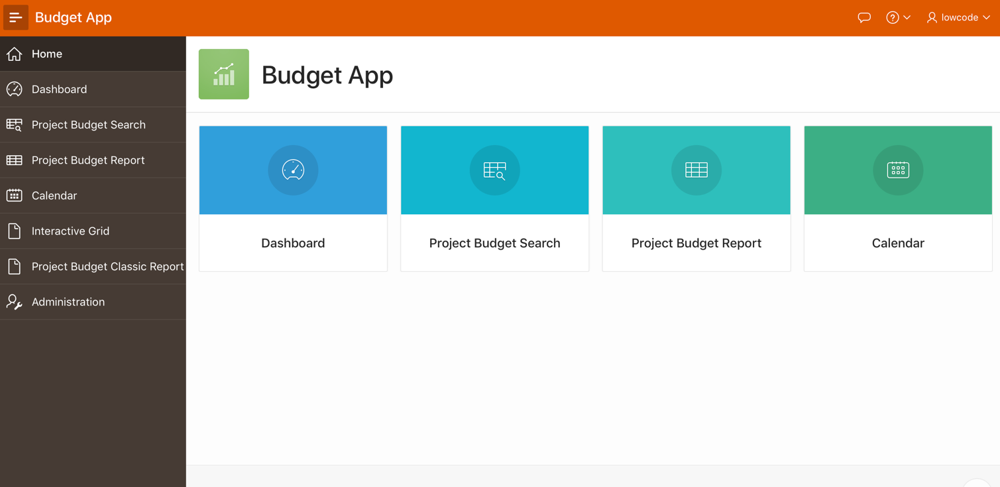 Budget App
lowcode
Home
Dashboard
Project Budget Search
Project Budget Report
Calendar
Interactive Grid
Project Budget Classic Report
Administration
Budget App
Dashboard
Project Budget Search
Project Budget Report
Calendar